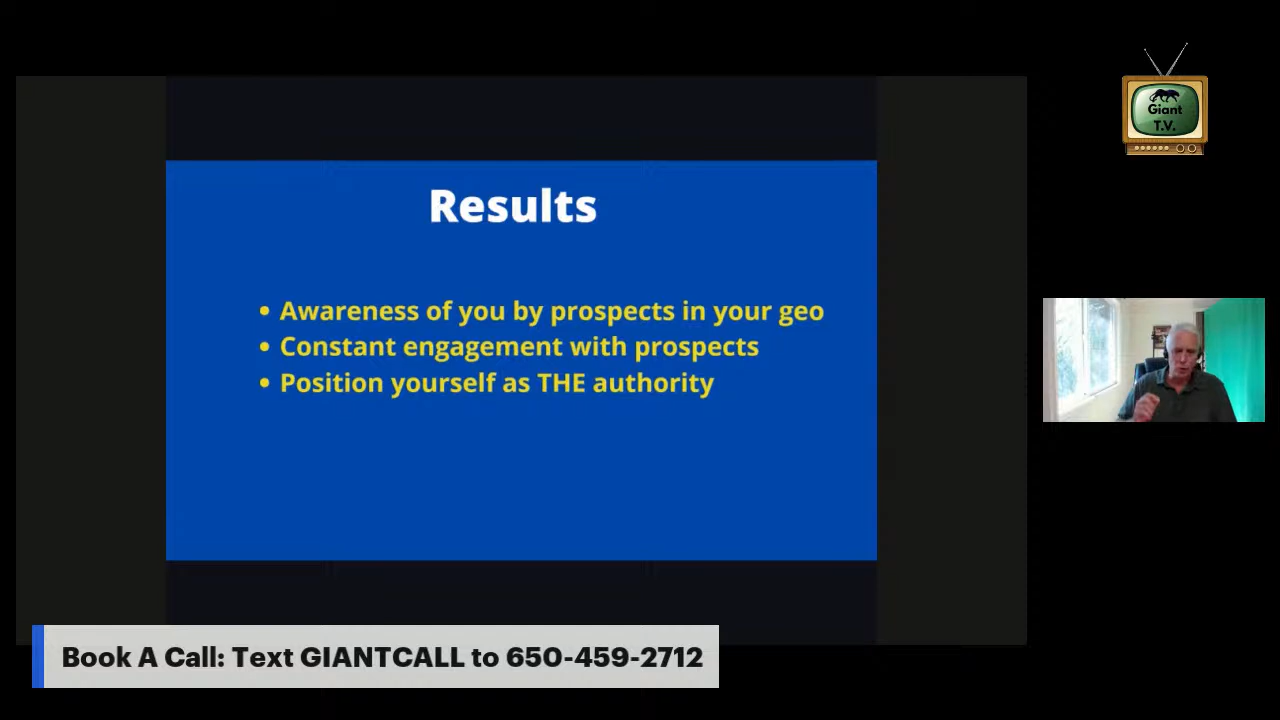 Giant
T.V.
Results
• Awareness of you by prospects in your geo
• Constant engagement with prospects
• Position yourself as THE authority
Book A Call: Text GIANTCALL to 650-459-2712